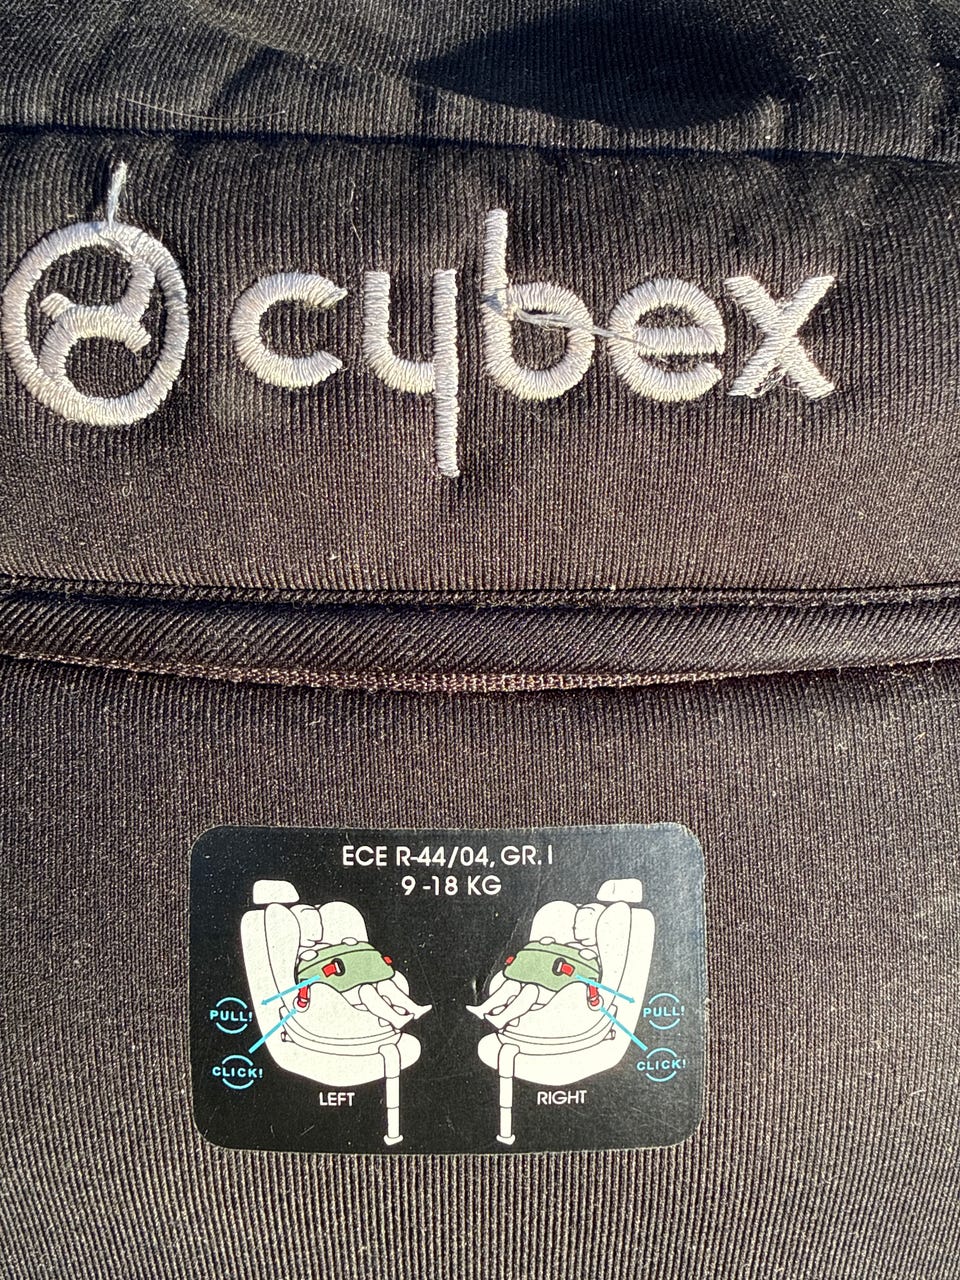 cybex
ECE R-44/04, GR. I
9 -18 KG
PULL!
PULL!
CLICK!
CLICK!
LEFT
RIGHT